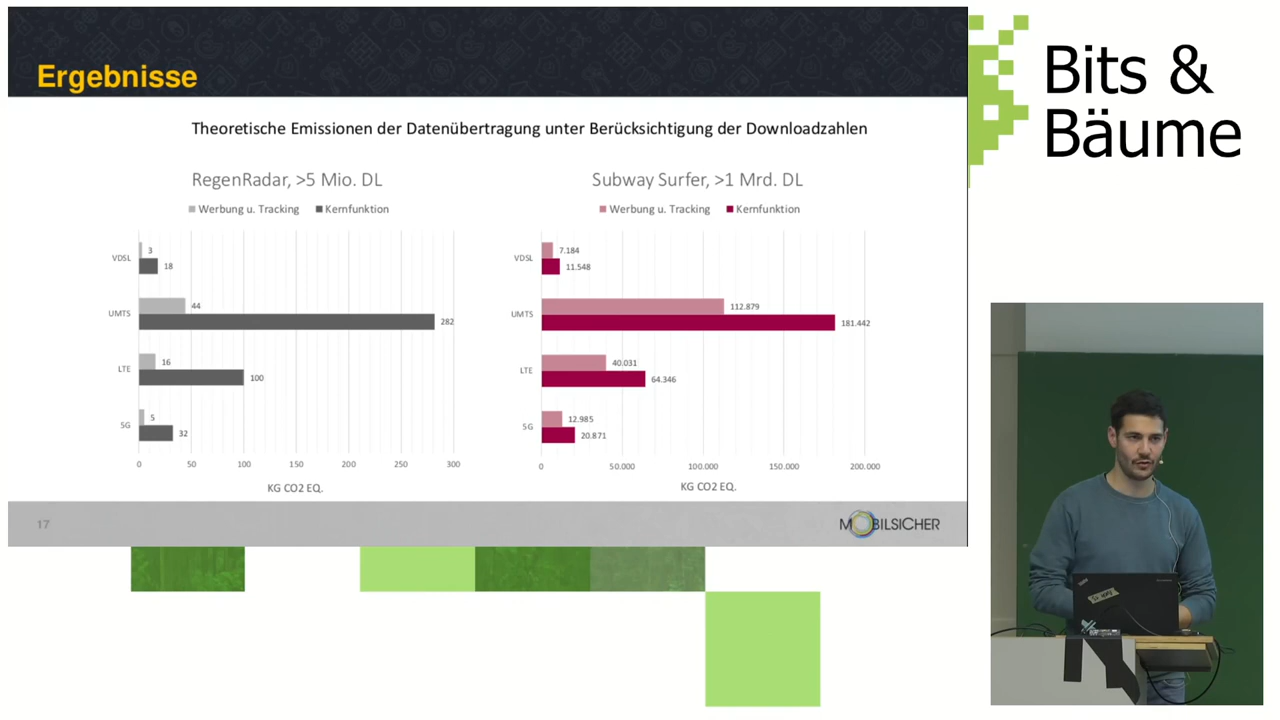 Ergebnisse
Bits &
Bäume
Theoretische Emissionen der Datenübertragung unter Berücksichtigung der Downloadzahlen
RegenRadar, >5 Mio. DL
Werbung u. Tracking Kernfunktion
VDSL 3
18
UMTS 44
282
LTE 16
100
5G 5
32
0 50 100 150 200 250 300
KG CO2 EQ.
Subway Surfer, >1 Mrd. DL
Werbung u. Tracking Kernfunktion
VDSL 7.184
11.548
UMTS 112.879
181.442
LTE 40.031
64.346
5G 12.985
20.871
0 50.000 100.000 150.000 200.000
KG CO2 EQ.
17
MOBILSICHER